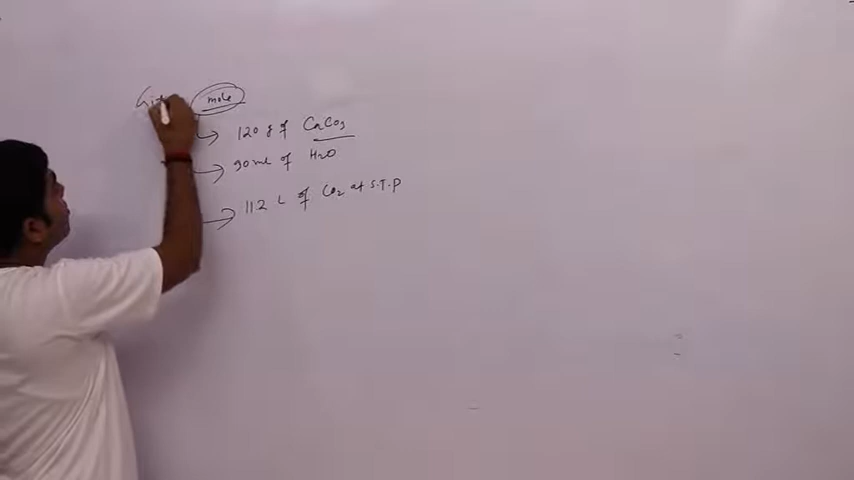 mole
120 g of CaCO3
90 ml of H2O
112 L of CO2 at S.T.P